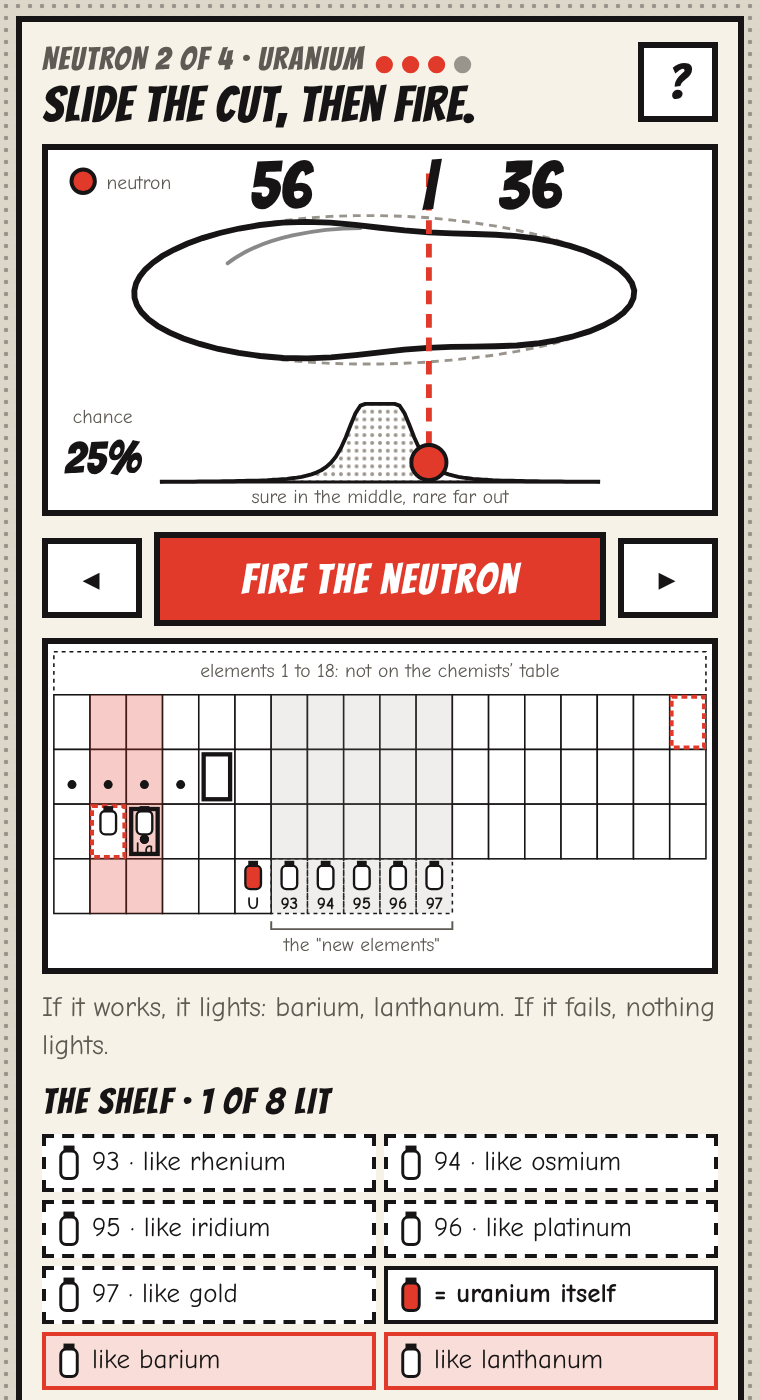 NEUTRON 2 OF 4 · URANIUM
SLIDE THE CUT, THEN FIRE.
?
neutron
56 / 36
chance
25%
sure in the middle, rare far out
◄
FIRE THE NEUTRON
►
elements 1 to 18: not on the chemists' table
U 93 94 95 96 97
the "new elements"
If it works, it lights: barium, lanthanum. If it fails, nothing
lights.
THE SHELF · 1 OF 8 LIT
93 · like rhenium
94 · like osmium
95 · like iridium
96 · like platinum
97 · like gold
= uranium itself
like barium
like lanthanum